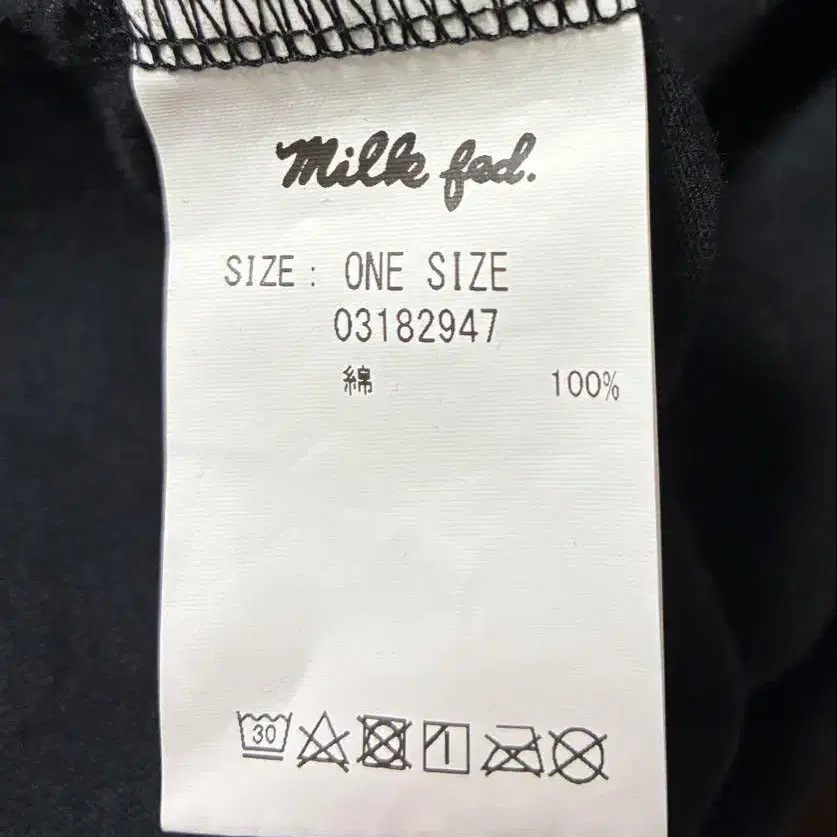 Milk fed.
SIZE : ONE SIZE
03182947
綿 100%
30